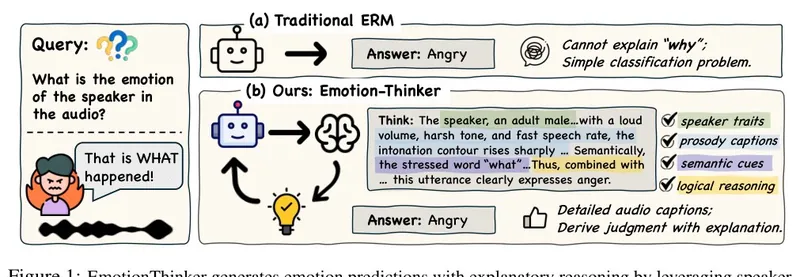 Query:
What is the emotion
of the speaker in
the audio?
That is WHAT
happened!
(a) Traditional ERM
Answer: Angry
Cannot explain "why";
Simple classification problem.
(b) Ours: Emotion-Thinker
Think: The speaker, an adult male...with a loud
volume, harsh tone, and fast speech rate, the
intonation contour rises sharply ... Semantically,
the stressed word "what"...Thus, combined with
... this utterance clearly expresses anger.
speaker traits
prosody captions
semantic cues
logical reasoning
Answer: Angry
Detailed audio captions;
Derive judgment with explanation.
Figure 1: EmotionThinker generates emotion predictions with explanatory reasoning by leveraging speaker